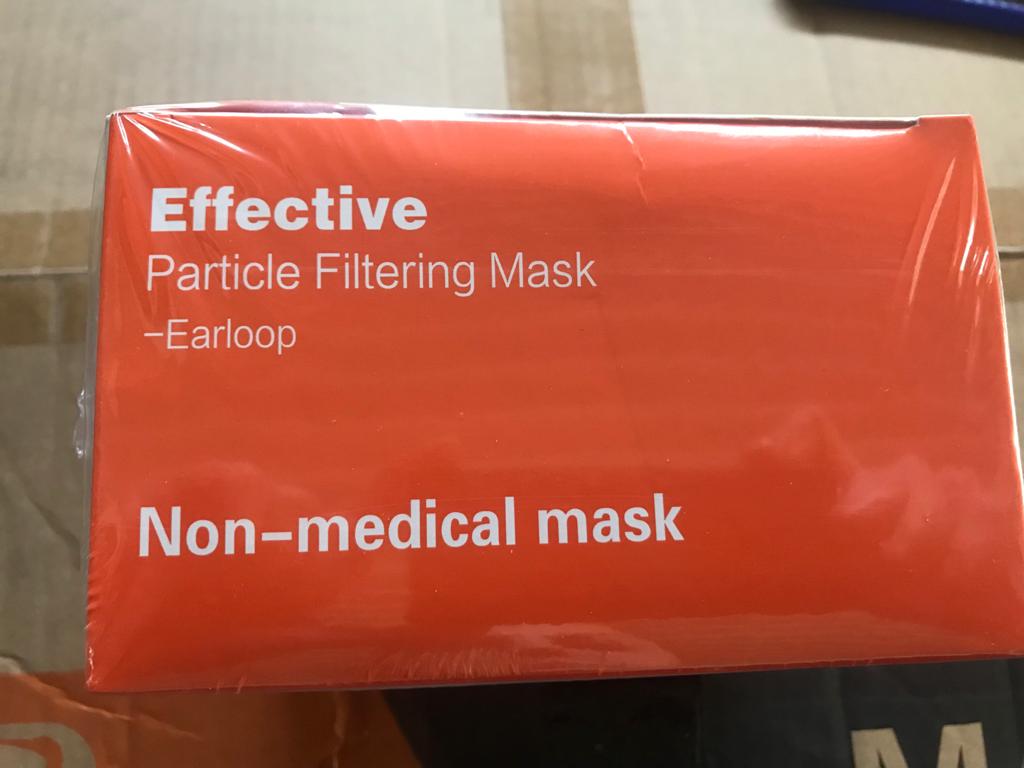 Effective
Particle Filtering Mask
-Earloop
Non-medical mask
M